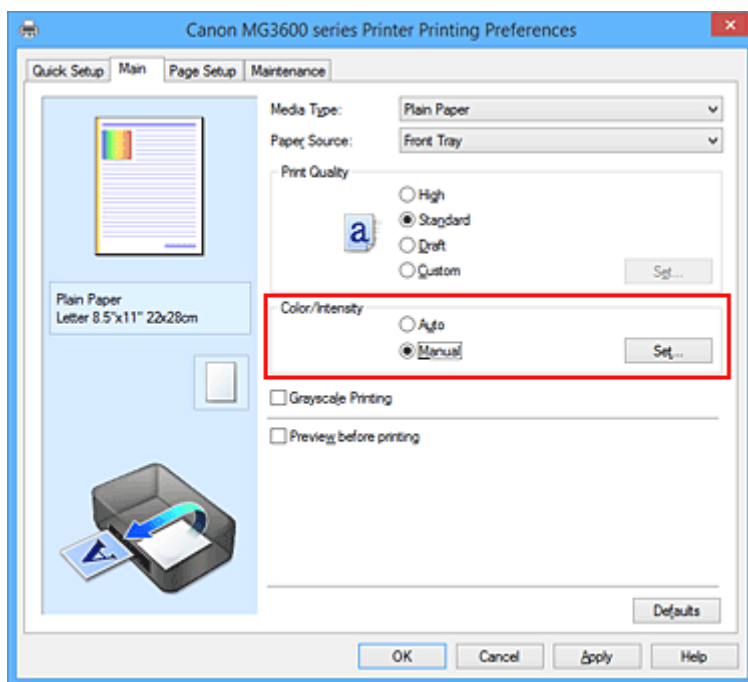 Canon MG3600 series Printer Printing Preferences
Quick Setup Main Page Setup Maintenance
Media Type: Plain Paper
Paper Source: Front Tray
Print Quality
High
a Standard
Draft
Custom Set...
Plain Paper
Letter 8.5"x11" 22x28cm
Color/Intensity
Auto
Manual Set...
Grayscale Printing
Preview before printing
A
Defaults
OK Cancel Apply Help